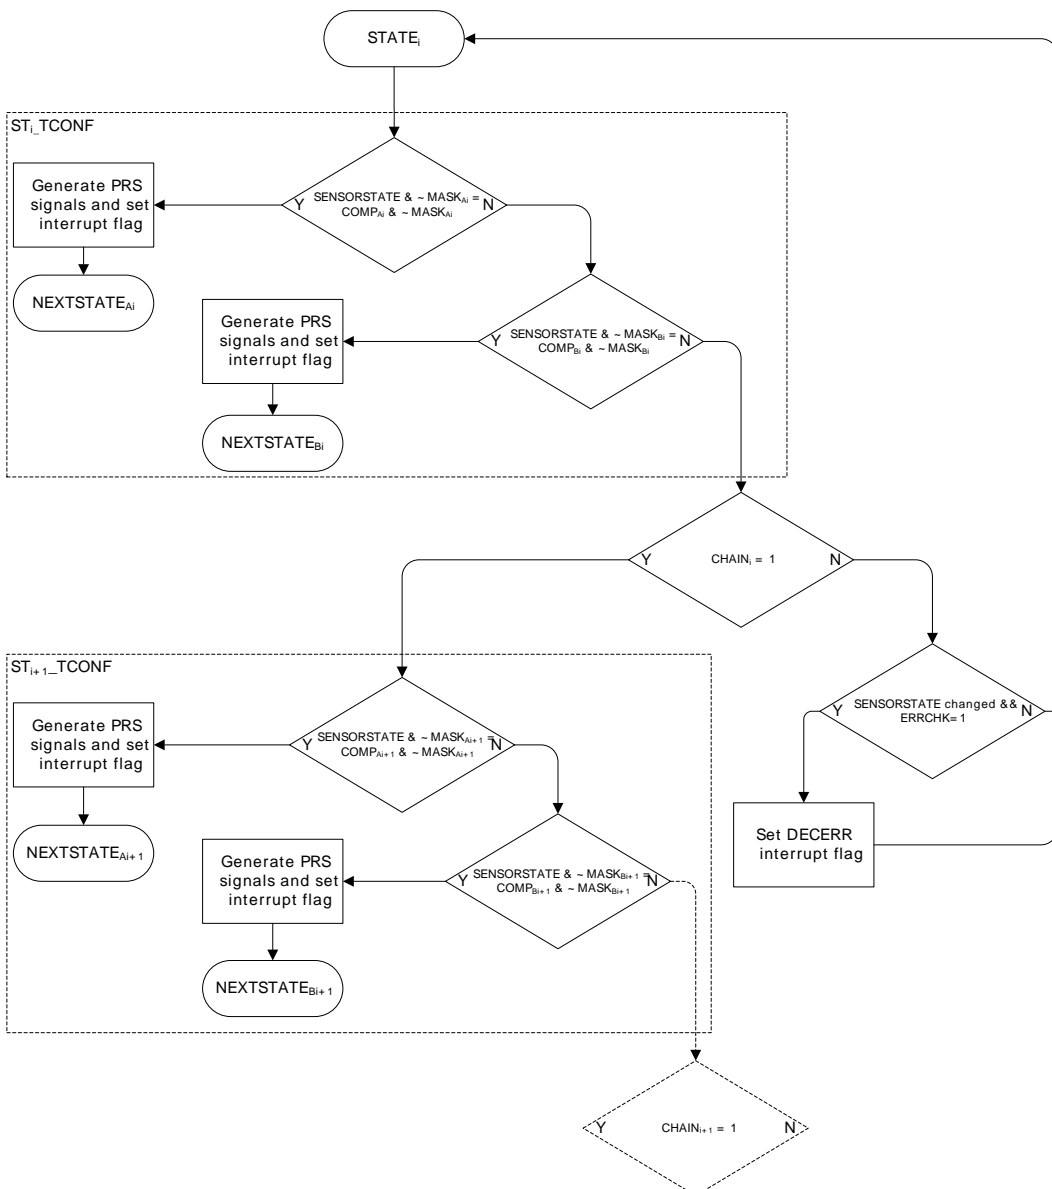 STATEi
STi_TCONF
Generate PRS
signals and set
interrupt flag
Y
SENSORSTATE & ~ MASKAi =
COMPAi & ~ MASKAi
N
NEXTSTATEAi
Generate PRS
signals and set
interrupt flag
Y
SENSORSTATE & ~ MASKBi =
COMPBi & ~ MASKBi
N
NEXTSTATEBi
Y
CHAINi = 1
N
STi+1_TCONF
Y
SENSORSTATE changed &&
ERRCHK= 1
N
Generate PRS
signals and set
interrupt flag
Y
SENSORSTATE & ~ MASKAi+1 =
COMPAi+1 & ~ MASKAi+1
N
Set DECERR
interrupt flag
NEXTSTATEAi+1
Generate PRS
signals and set
interrupt flag
Y
SENSORSTATE & ~ MASKBi+1 =
COMPBi+1 & ~ MASKBi+1
N
NEXTSTATEBi+1
Y
CHAINi+1 = 1
N